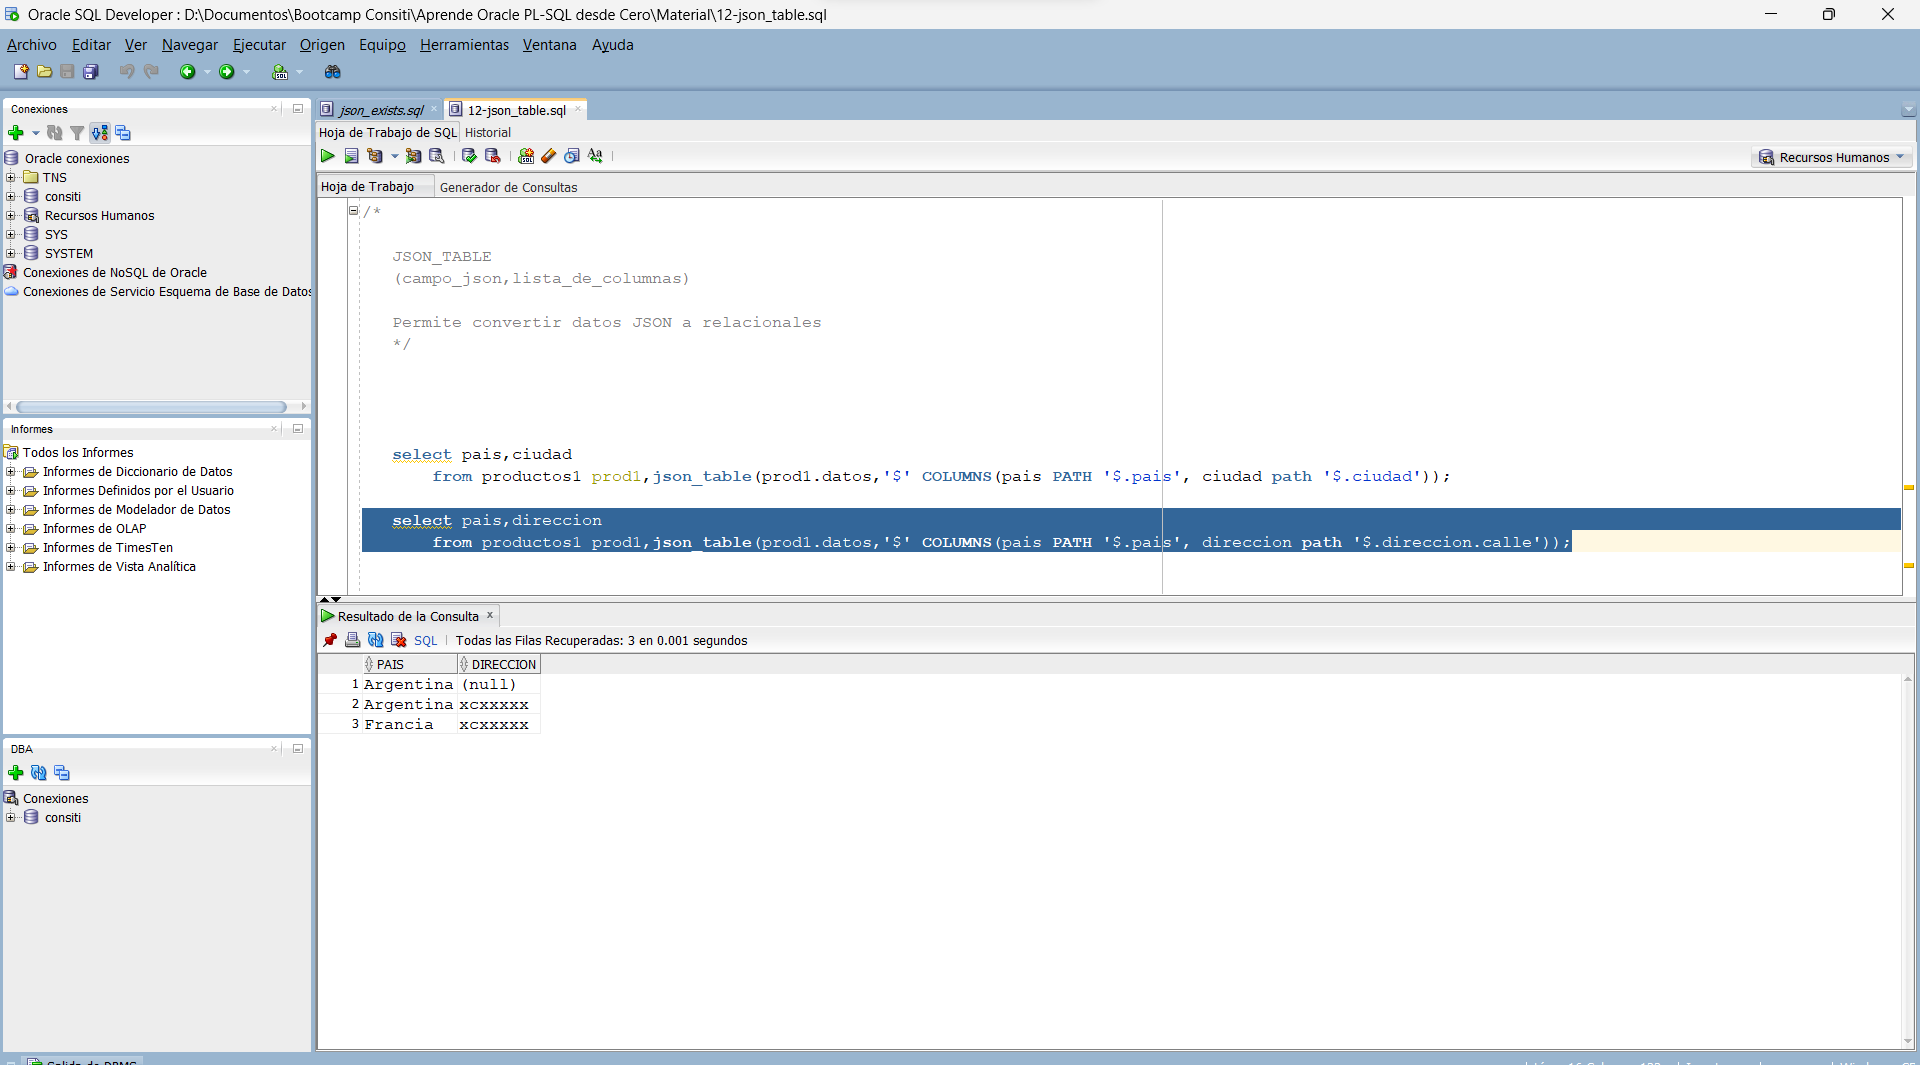 Oracle SQL Developer : D:\Documentos\Bootcamp Consiti\Aprende Oracle PL-SQL desde Cero\Material\12-json_table.sql
Archivo Editar Ver Navegar Ejecutar Origen Equipo Herramientas Ventana Ayuda
Conexiones
Oracle conexiones
TNS
consiti
Recursos Humanos
SYS
SYSTEM
Conexiones de NoSQL de Oracle
Conexiones de Servicio Esquema de Base de Datos
Informes
Todos los Informes
Informes de Diccionario de Datos
Informes Definidos por el Usuario
Informes de Modelador de Datos
Informes de OLAP
Informes de TimesTen
Informes de Vista Analítica
DBA
Conexiones
consiti
json_exists.sql 12-json_table.sql
Hoja de Trabajo de SQL Historial
Recursos Humanos
Hoja de Trabajo Generador de Consultas
/*
JSON_TABLE
(campo_json,lista_de_columnas)
Permite convertir datos JSON a relacionales
*/
select pais,ciudad
from productos1 prod1,json_table(prod1.datos,'$' COLUMNS(pais PATH '$.pais', ciudad path '$.ciudad'));
select pais,direccion
from productos1 prod1,json_table(prod1.datos,'$' COLUMNS(pais PATH '$.pais', direccion path '$.direccion.calle'));
Resultado de la Consulta
SQL Todas las Filas Recuperadas: 3 en 0.001 segundos
PAIS DIRECCION
1 Argentina (null)
2 Argentina xcxxxxx
3 Francia xcxxxxx